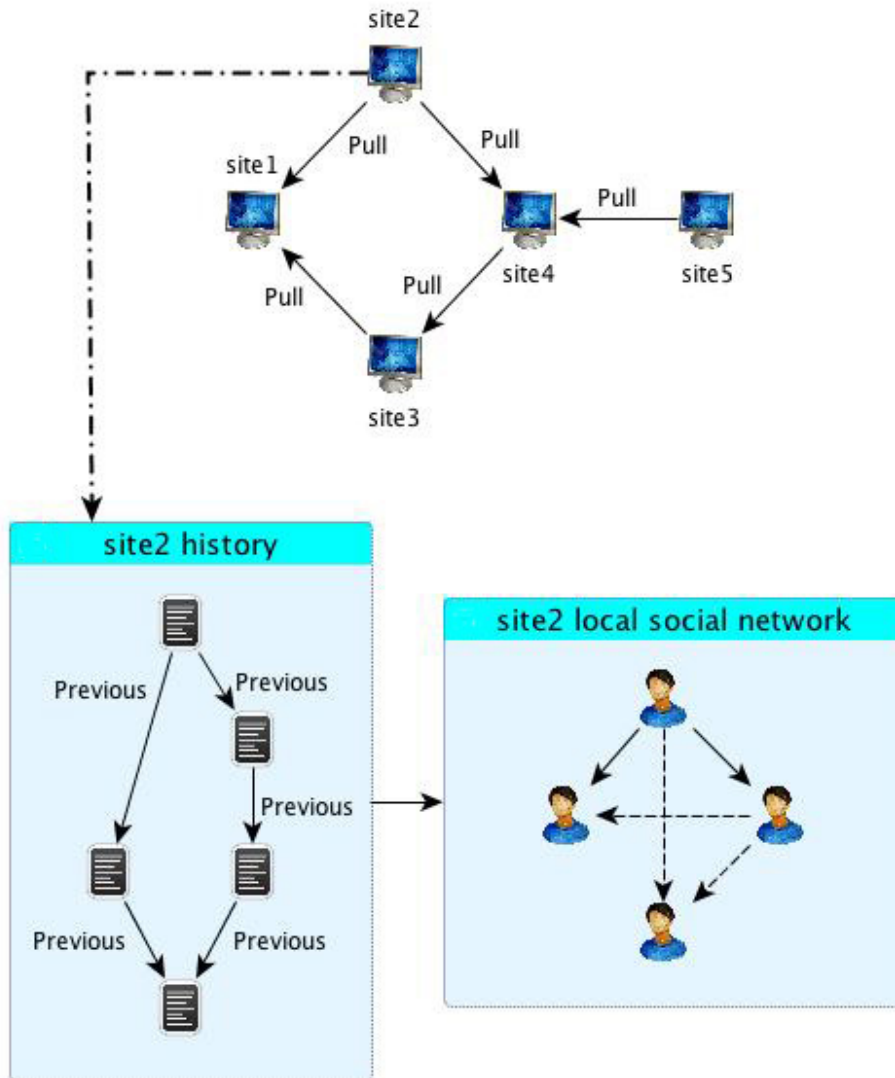 site2
Pull
Pull
site1
Pull
site4
site5
Pull
Pull
site3
site2 history
Previous
Previous
Previous
Previous
Previous
site2 local social network